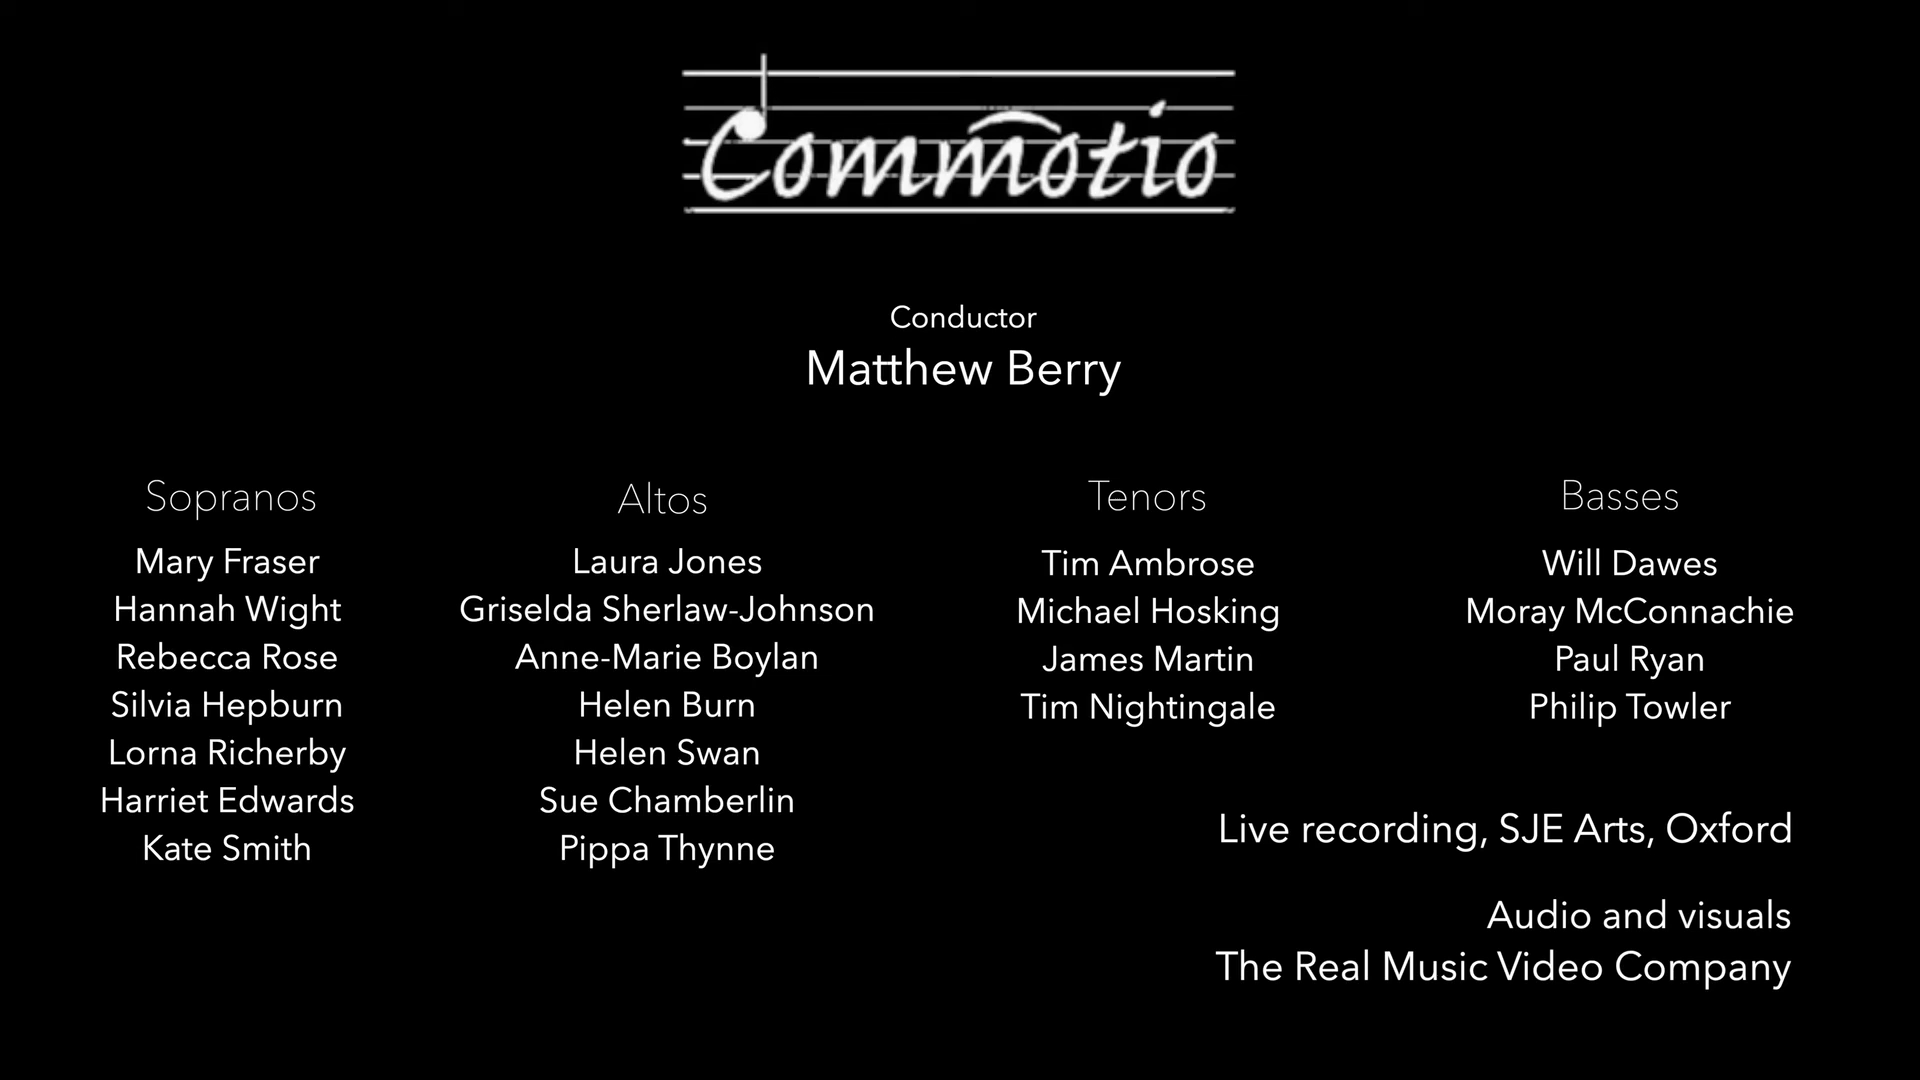 Commotio
Conductor
Matthew Berry
Sopranos
Mary Fraser
Hannah Wight
Rebecca Rose
Silvia Hepburn
Lorna Richerby
Harriet Edwards
Kate Smith
Altos
Laura Jones
Griselda Sherlaw-Johnson
Anne-Marie Boylan
Helen Burn
Helen Swan
Sue Chamberlin
Pippa Thynne
Tenors
Tim Ambrose
Michael Hosking
James Martin
Tim Nightingale
Basses
Will Dawes
Moray McConnachie
Paul Ryan
Philip Towler
Live recording, SJE Arts, Oxford
Audio and visuals
The Real Music Video Company